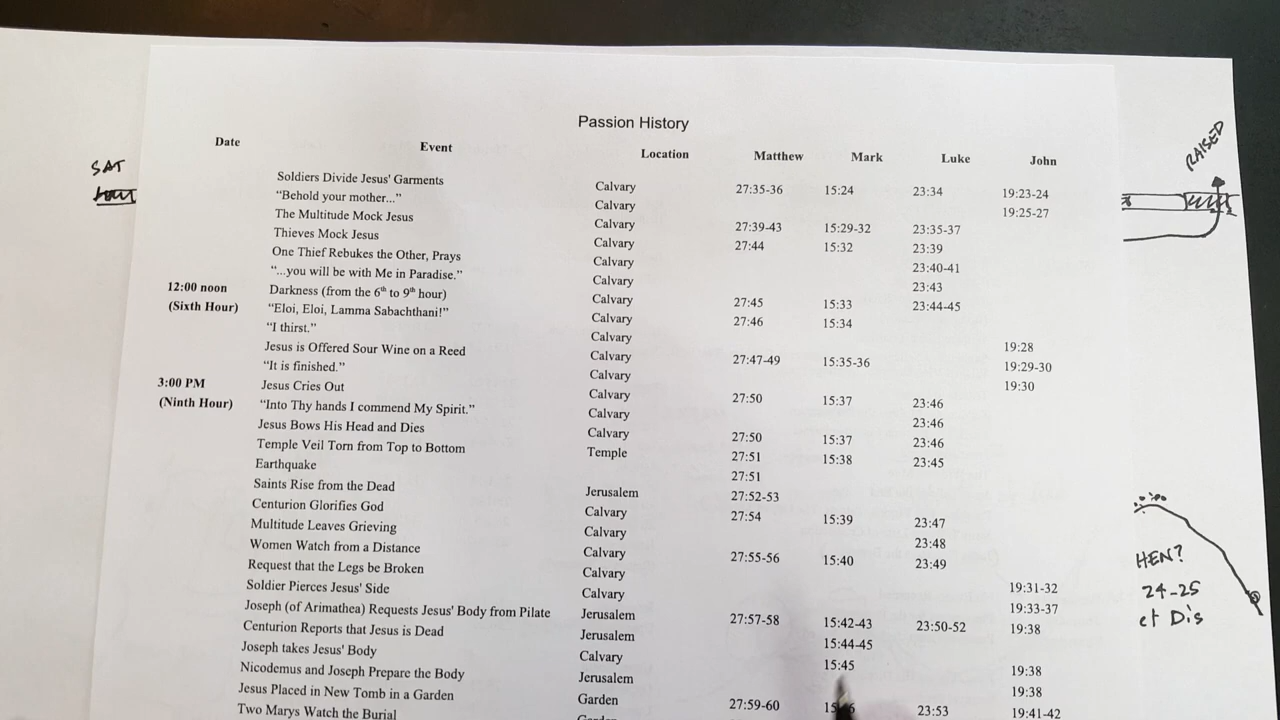 Passion History
Date Event Location Matthew Mark Luke John
SAT
RAISED
Soldiers Divide Jesus' Garments Calvary 27:35-36 15:24 23:34 19:23-24
“Behold your mother...” Calvary 19:25-27
The Multitude Mock Jesus Calvary 27:39-43 15:29-32 23:35-37
Thieves Mock Jesus Calvary 27:44 15:32 23:39
One Thief Rebukes the Other, Prays Calvary 23:40-41
“...you will be with Me in Paradise.” Calvary 23:43
12:00 noon Darkness (from the 6th to 9th hour) Calvary 27:45 15:33 23:44-45
(Sixth Hour) “Eloi, Eloi, Lamma Sabachthani!” Calvary 27:46 15:34
“I thirst.” Calvary 19:28
Jesus is Offered Sour Wine on a Reed Calvary 27:47-49 15:35-36 19:29-30
“It is finished.” Calvary 19:30
3:00 PM Jesus Cries Out Calvary 27:50 15:37 23:46
(Ninth Hour) “Into Thy hands I commend My Spirit.” Calvary 23:46
Jesus Bows His Head and Dies Calvary 27:50 15:37 23:46
Temple Veil Torn from Top to Bottom Temple 27:51 15:38 23:45
Earthquake 27:51
Saints Rise from the Dead Jerusalem 27:52-53
Centurion Glorifies God Calvary 27:54 15:39 23:47
Multitude Leaves Grieving Calvary 23:48
Women Watch from a Distance Calvary 27:55-56 15:40 23:49
Request that the Legs be Broken Calvary 19:31-32
Soldier Pierces Jesus' Side Calvary 19:33-37
Joseph (of Arimathea) Requests Jesus' Body from Pilate Jerusalem 27:57-58 15:42-43 23:50-52 19:38
Centurion Reports that Jesus is Dead Jerusalem 15:44-45
Joseph takes Jesus' Body Calvary 15:45 19:38
Nicodemus and Joseph Prepare the Body Jerusalem 19:38
Jesus Placed in New Tomb in a Garden Garden 27:59-60 23:53 19:41-42
Two Marys Watch the Burial Garden
HEN?
24-25
et Dis